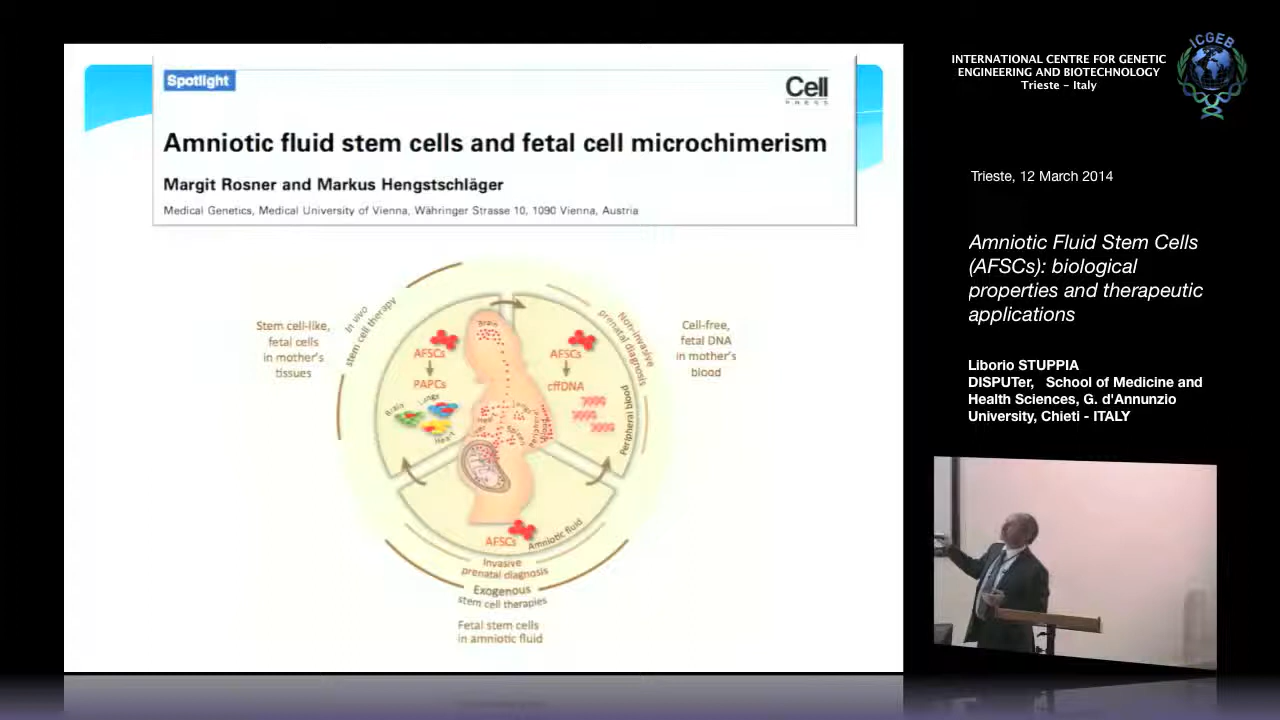 Spotlight
Cell
PRESS
Amniotic fluid stem cells and fetal cell microchimerism
Margit Rosner and Markus Hengstschläger
Medical Genetics, Medical University of Vienna, Währinger Strasse 10, 1090 Vienna, Austria
Stem cell-like,
fetal cells
in mother's
tissues
In vivo
stem cell therapy
AFSCs
PAPCs
Brain
Lungs
Heart
Brain
Lungs
Spleen
Peripheral
blood
AFSCs
cffDNA
Non-invasive
prenatal diagnosis
Peripheral blood
Cell-free,
fetal DNA
in mother's
blood
AFSCs
Amniotic fluid
Invasive
prenatal diagnosis
Exogenous
stem cell therapies
Fetal stem cells
in amniotic fluid
INTERNATIONAL CENTRE FOR GENETIC
ENGINEERING AND BIOTECHNOLOGY
Trieste - Italy
ICGEB
Trieste, 12 March 2014
Amniotic Fluid Stem Cells
(AFSCs): biological
properties and therapeutic
applications
Liborio STUPPIA
DISPUTer, School of Medicine and
Health Sciences, G. d'Annunzio
University, Chieti - ITALY